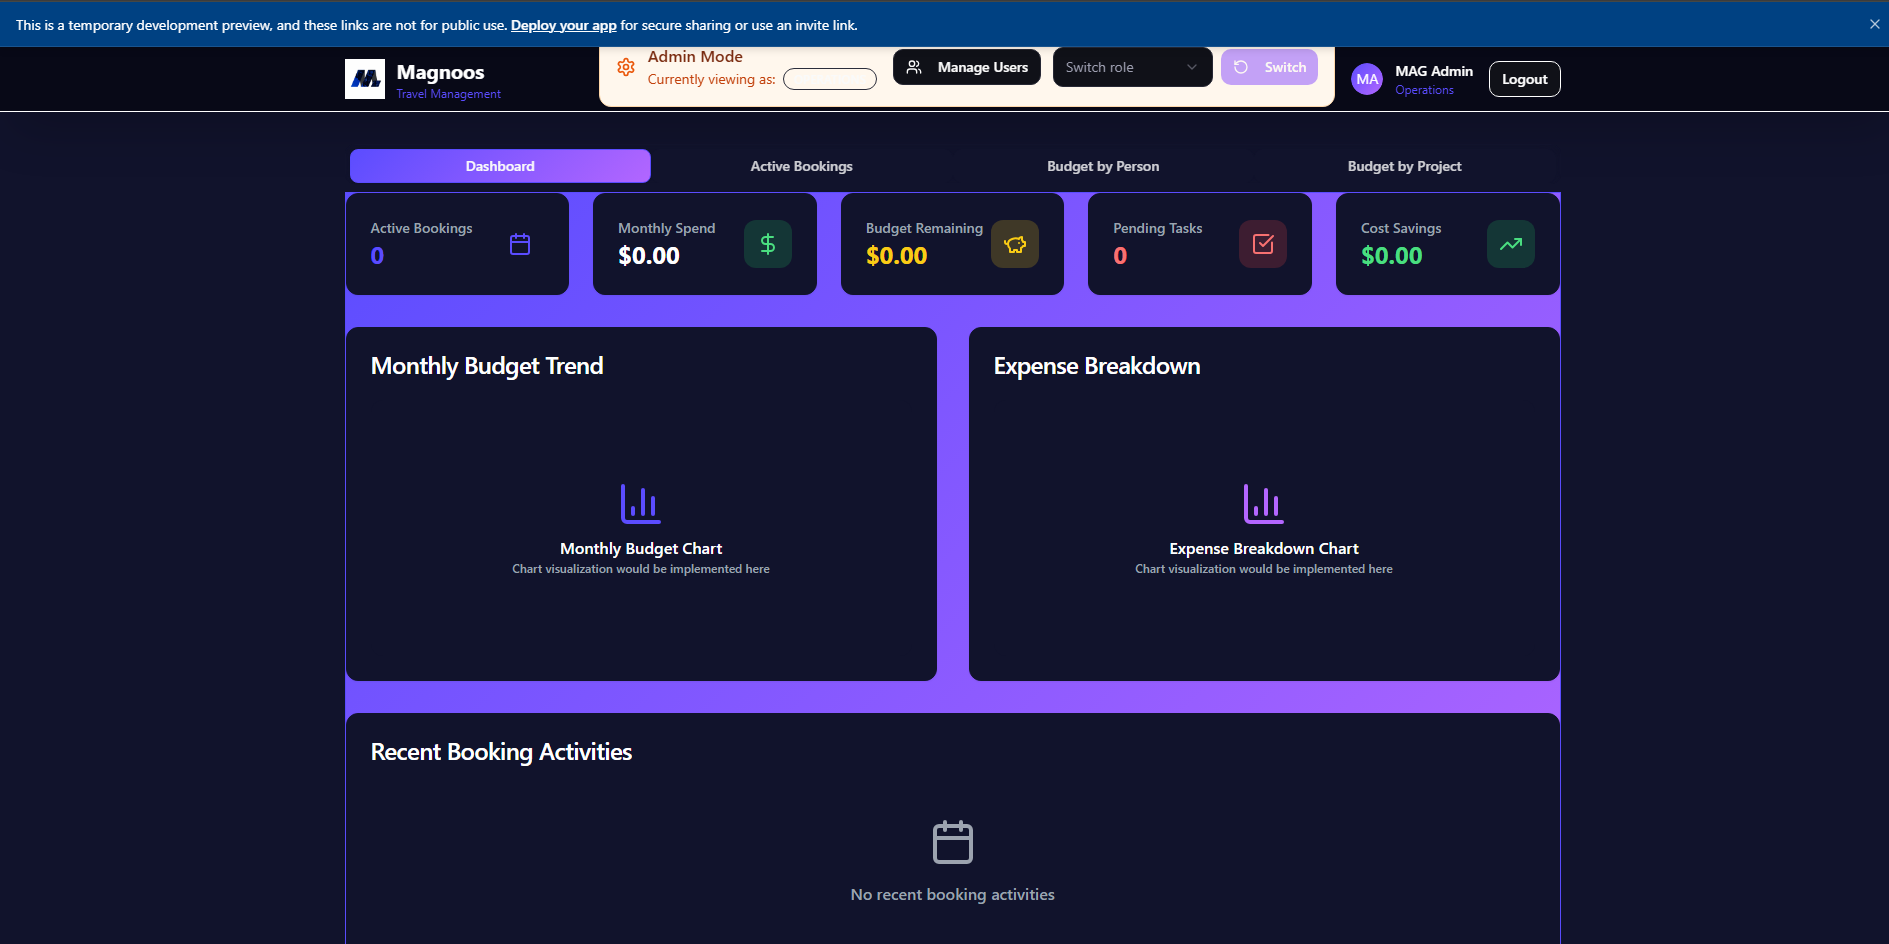 This is a temporary development preview, and these links are not for public use. Deploy your app for secure sharing or use an invite link.
Magnoos
Travel Management
Admin Mode
Currently viewing as:
Manage Users
Switch role
Switch
MA
MAG Admin
Operations
Logout
Dashboard
Active Bookings
Budget by Person
Budget by Project
Active Bookings
0
Monthly Spend
$0.00
Budget Remaining
$0.00
Pending Tasks
0
Cost Savings
$0.00
Monthly Budget Trend
Monthly Budget Chart
Chart visualization would be implemented here
Expense Breakdown
Expense Breakdown Chart
Chart visualization would be implemented here
Recent Booking Activities
No recent booking activities